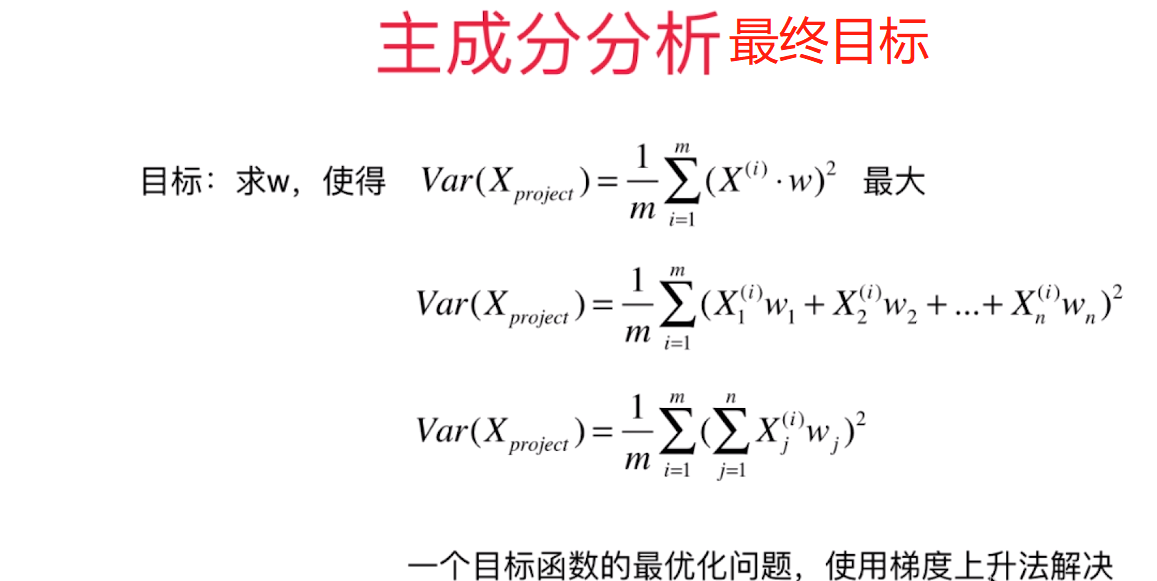 主成分分析最终目标
目标：求w，使得 Var(X_{project}) = \frac{1}{m} \sum_{i=1}^{m} (X^{(i)} \cdot w)^2 最大
Var(X_{project}) = \frac{1}{m} \sum_{i=1}^{m} (X_1^{(i)} w_1 + X_2^{(i)} w_2 + ... + X_n^{(i)} w_n)^2
Var(X_{project}) = \frac{1}{m} \sum_{i=1}^{m} (\sum_{j=1}^{n} X_j^{(i)} w_j)^2
一个目标函数的最优化问题，使用梯度上升法解决